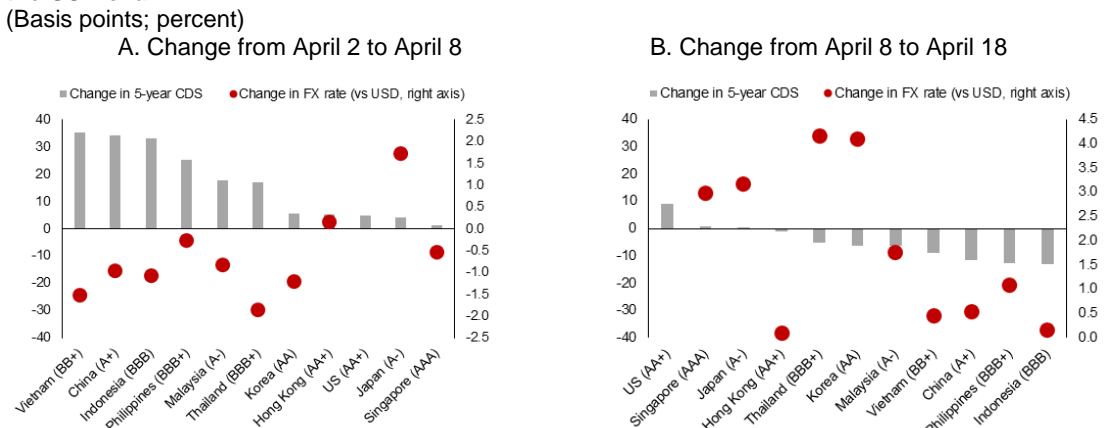 (Basis points; percent)
A. Change from April 2 to April 8
Change in 5-year CDS
Change in FX rate (vs USD, right axis)
40
30
20
10
0
-10
-20
-30
-40
2.5
2.0
1.5
1.0
0.5
0.0
-0.5
-1.0
-1.5
-2.0
-2.5
Vietnam (BB+)
China (A+)
Indonesia (BBB)
Philippines (BBB+)
Malaysia (A-)
Thailand (BBB+)
Korea (AA)
Hong Kong (AA+)
US (AA+)
Japan (A-)
Singapore (AAA)
B. Change from April 8 to April 18
Change in 5-year CDS
Change in FX rate (vs USD, right axis)
40
30
20
10
0
-10
-20
-30
-40
4.5
4.0
3.5
3.0
2.5
2.0
1.5
1.0
0.5
0.0
US (AA+)
Singapore (AAA)
Japan (A-)
Hong Kong (AA+)
Thailand (BBB+)
Korea (AA)
Malaysia (A-)
Vietnam (BB+)
China (A+)
Philippines (BBB+)
Indonesia (BBB)